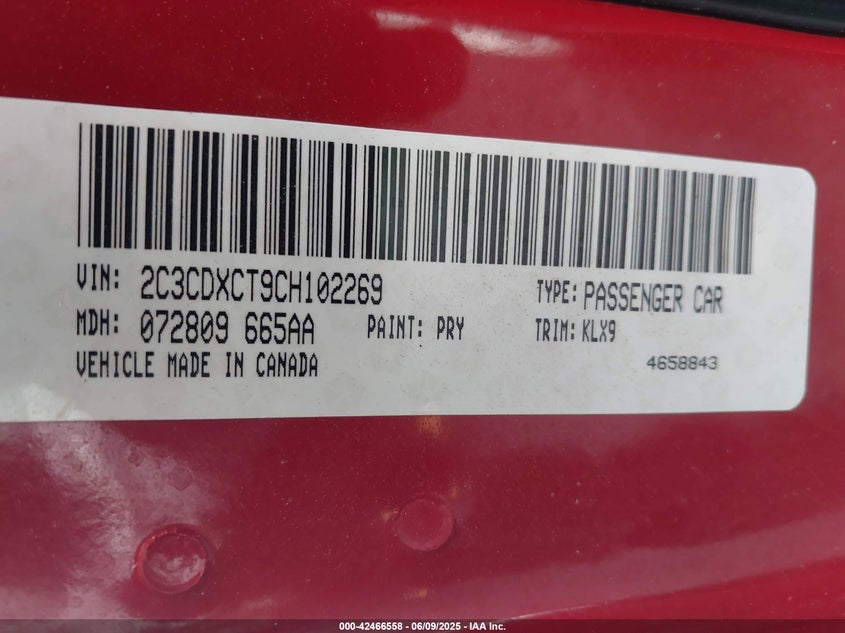 VIN: 2C3CDXCT9CH102269 TYPE: PASSENGER CAR
MDH: 072809 665AA PAINT: PRY TRIM: KLX9
VEHICLE MADE IN CANADA 4658843
000-42466558 - 06/09/2025 - IAA Inc.